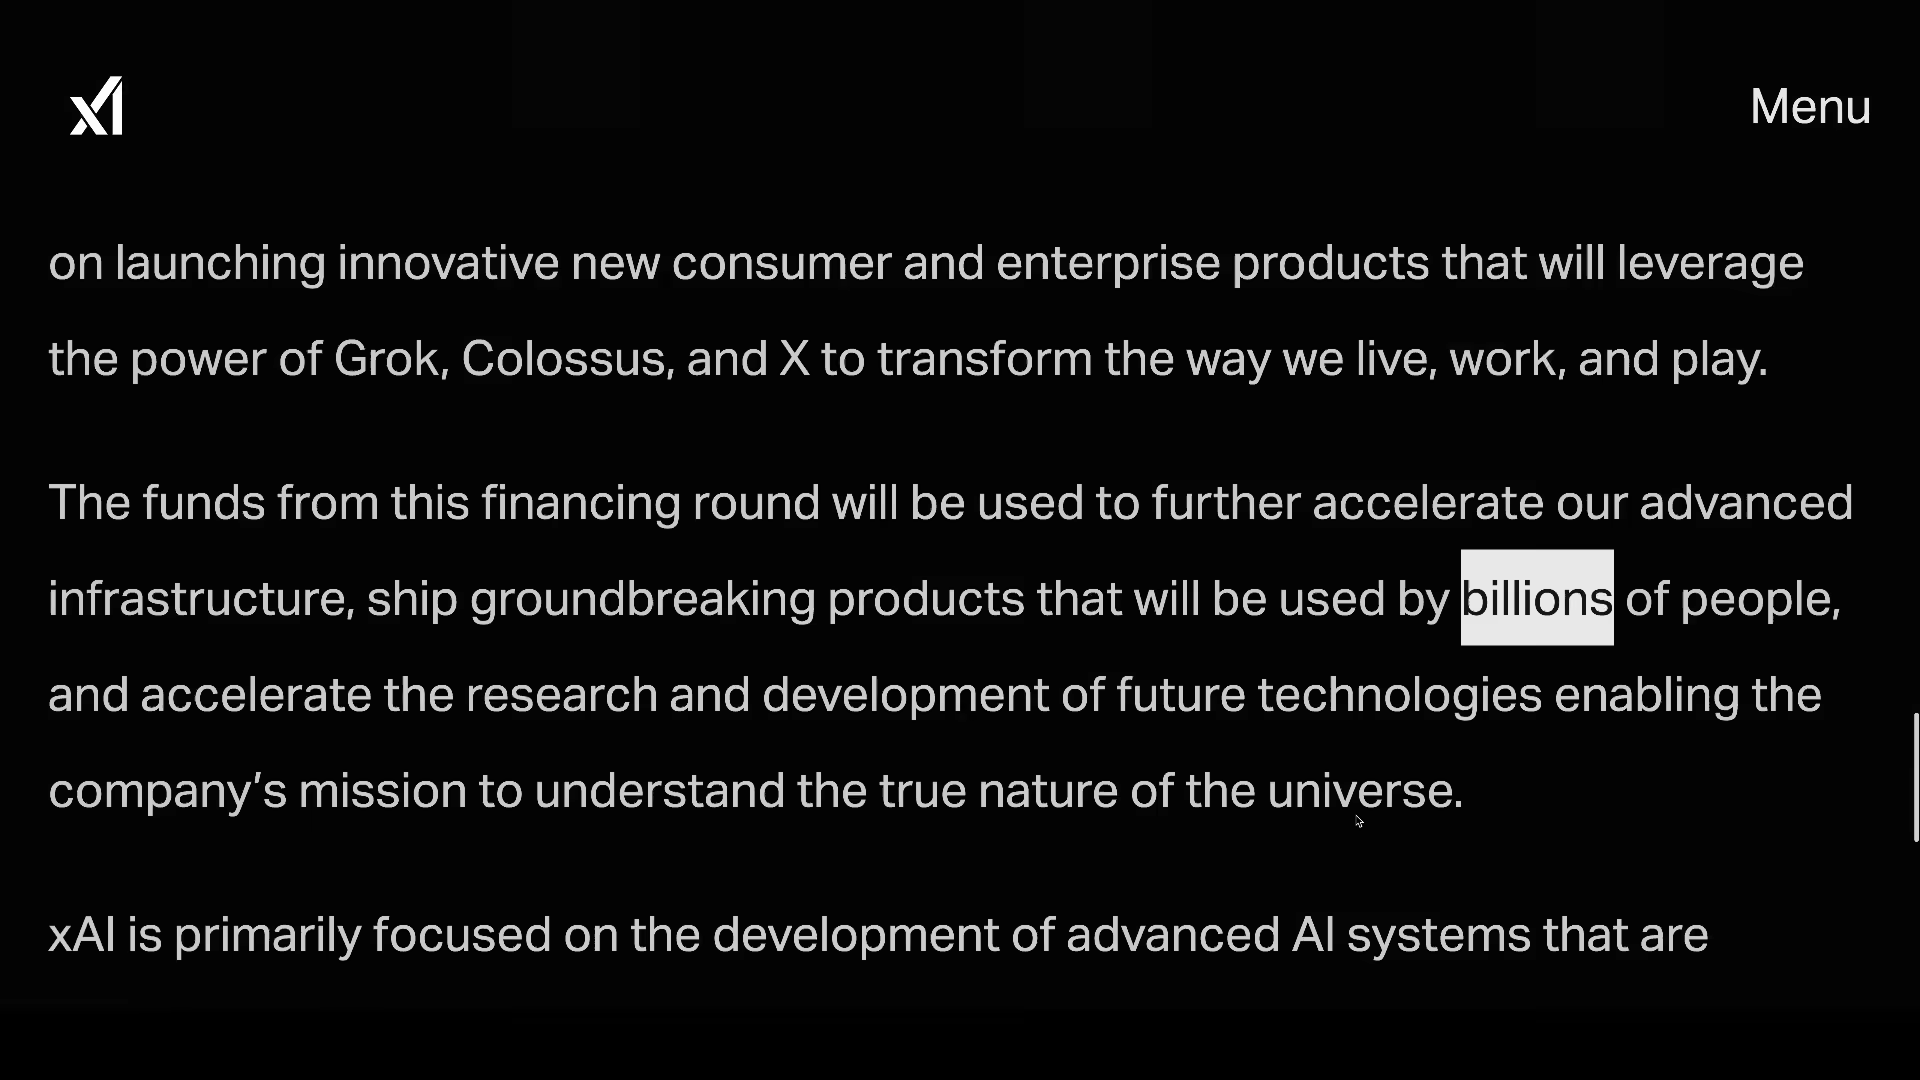 xI
Menu
on launching innovative new consumer and enterprise products that will leverage
the power of Grok, Colossus, and X to transform the way we live, work, and play.
The funds from this financing round will be used to further accelerate our advanced
infrastructure, ship groundbreaking products that will be used by billions of people,
and accelerate the research and development of future technologies enabling the
company’s mission to understand the true nature of the universe.
xAI is primarily focused on the development of advanced AI systems that are